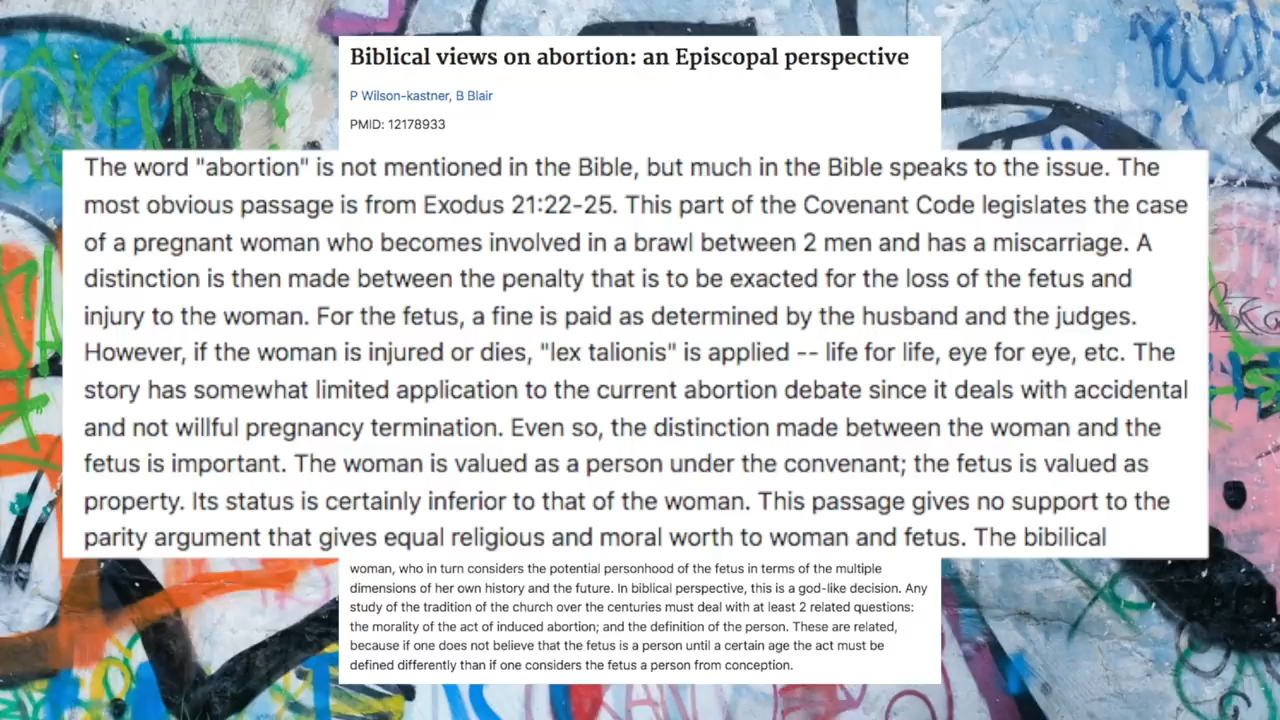 Biblical views on abortion: an Episcopal perspective
P Wilson-kastner, B Blair
PMID: 12178933
The word "abortion" is not mentioned in the Bible, but much in the Bible speaks to the issue. The
most obvious passage is from Exodus 21:22-25. This part of the Covenant Code legislates the case
of a pregnant woman who becomes involved in a brawl between 2 men and has a miscarriage. A
distinction is then made between the penalty that is to be exacted for the loss of the fetus and
injury to the woman. For the fetus, a fine is paid as determined by the husband and the judges.
However, if the woman is injured or dies, "lex talionis" is applied -- life for life, eye for eye, etc. The
story has somewhat limited application to the current abortion debate since it deals with accidental
and not willful pregnancy termination. Even so, the distinction made between the woman and the
fetus is important. The woman is valued as a person under the convenant; the fetus is valued as
property. Its status is certainly inferior to that of the woman. This passage gives no support to the
parity argument that gives equal religious and moral worth to woman and fetus. The bibilical
woman, who in turn considers the potential personhood of the fetus in terms of the multiple
dimensions of her own history and the future. In biblical perspective, this is a god-like decision. Any
study of the tradition of the church over the centuries must deal with at least 2 related questions:
the morality of the act of induced abortion; and the definition of the person. These are related,
because if one does not believe that the fetus is a person until a certain age the act must be
defined differently than if one considers the fetus a person from conception.